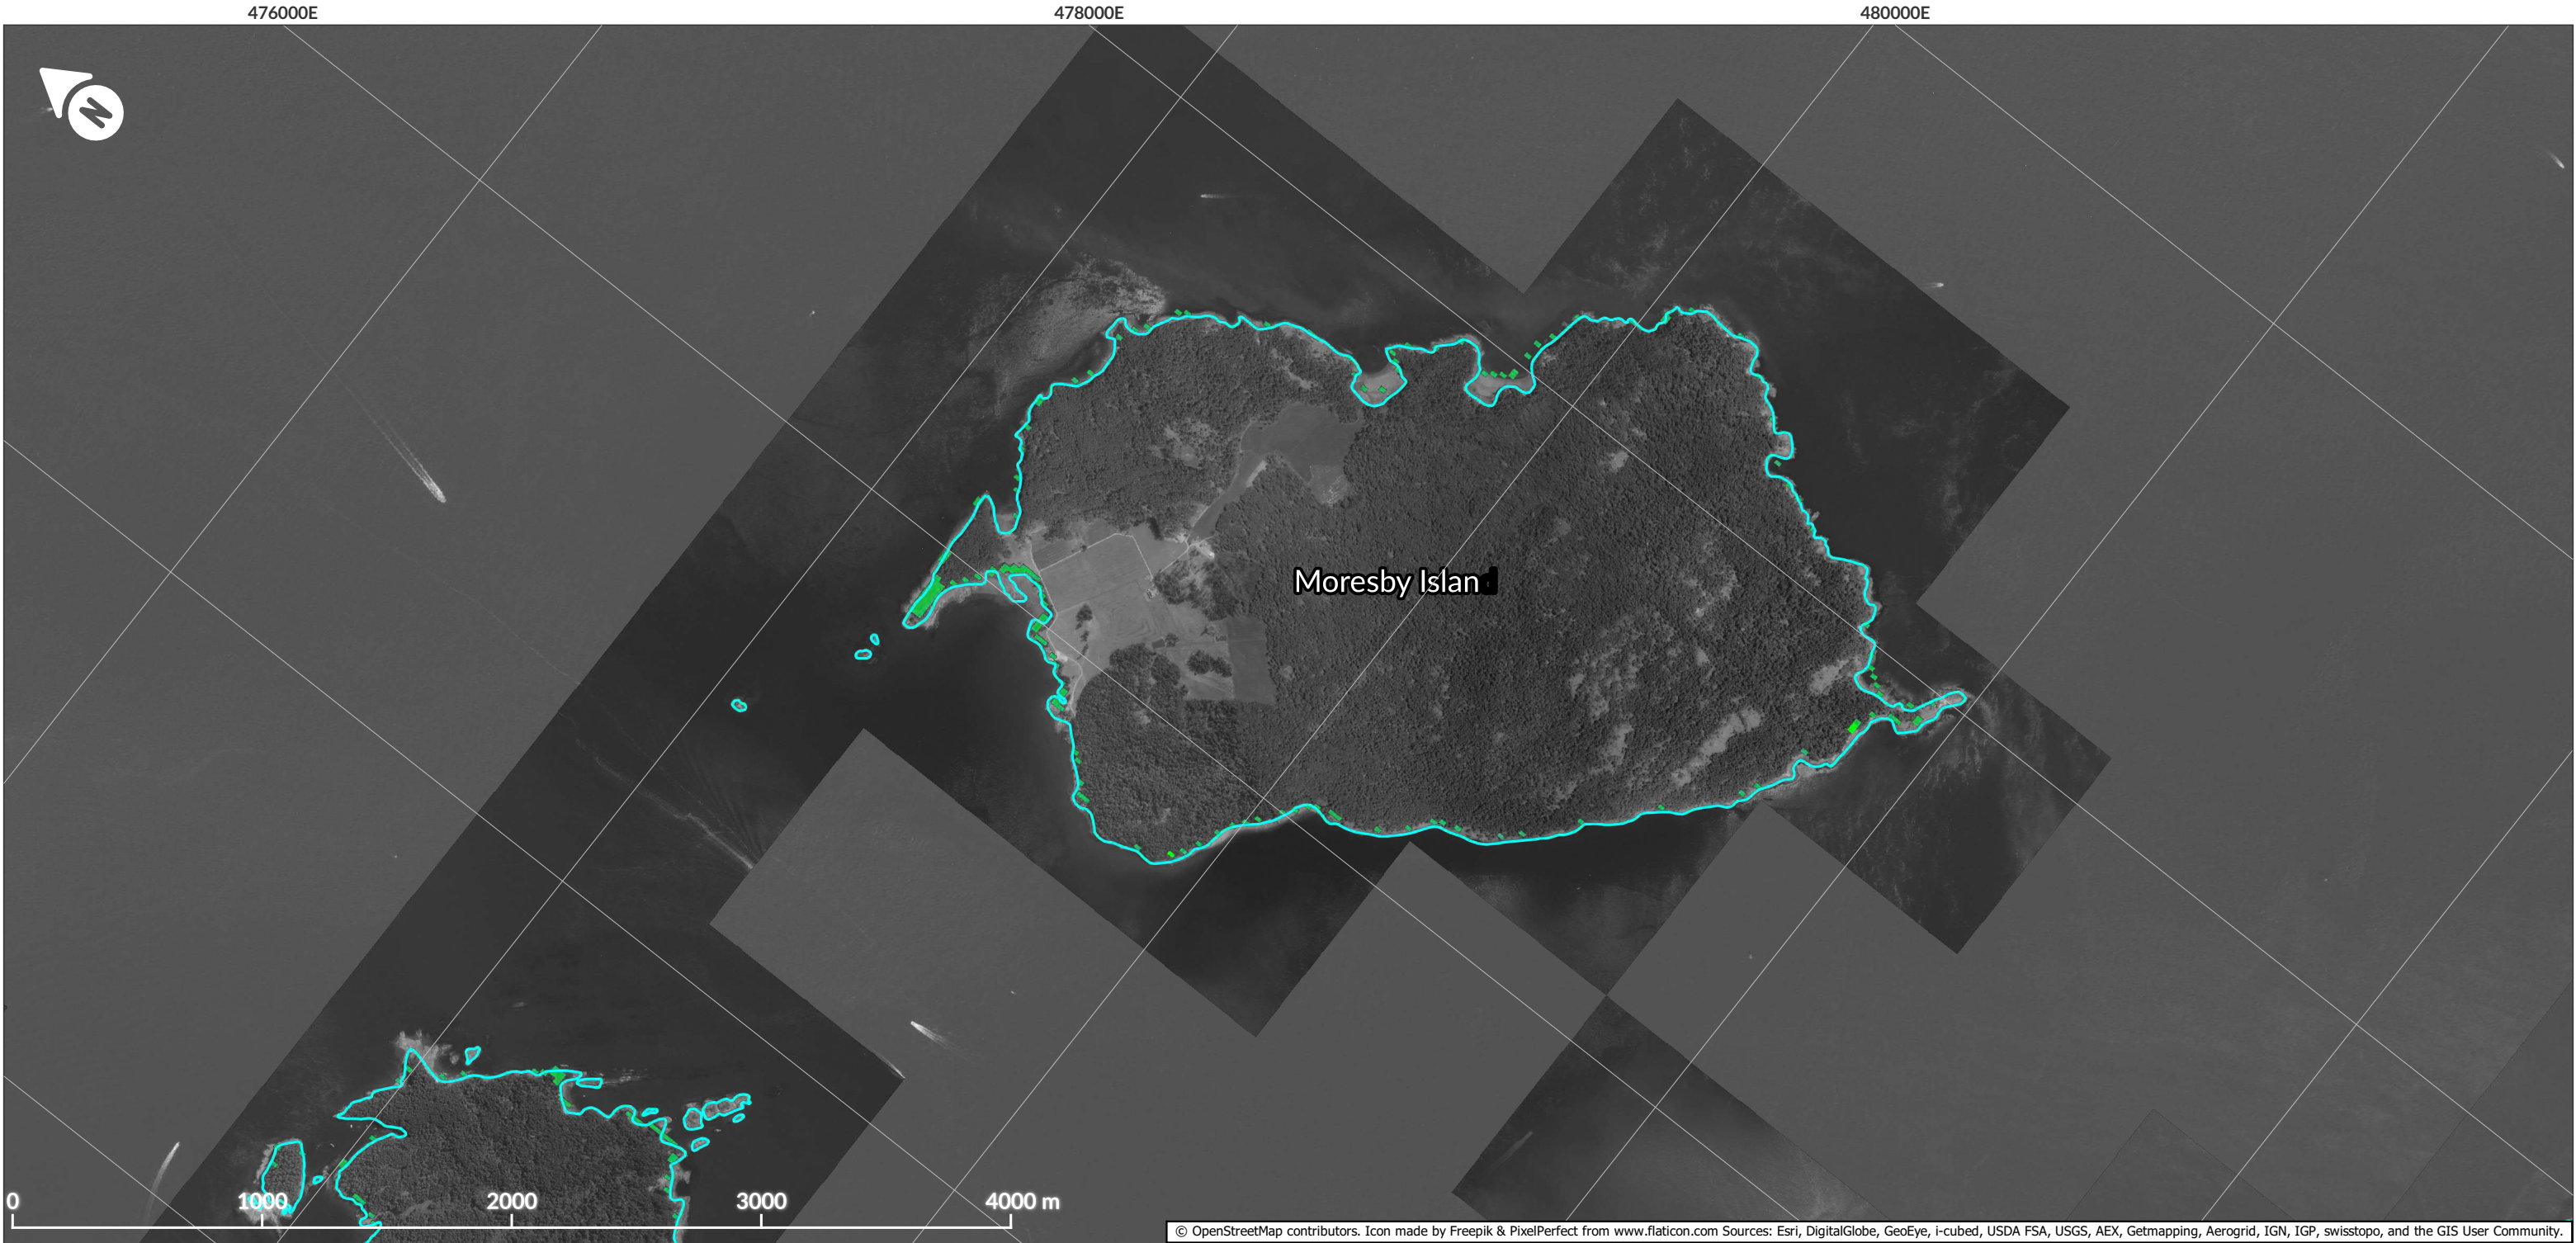 476000E
478000E
480000E
N
Moresby Island
0 1000 2000 3000 4000 m
© OpenStreetMap contributors. Icon made by Freepik & PixelPerfect from www.flaticon.com Sources: Esri, DigitalGlobe, GeoEye, i-cubed, USDA FSA, USGS, AEX, Getmapping, Aerogrid, IGN, IGP, swisstopo, and the GIS User Community.